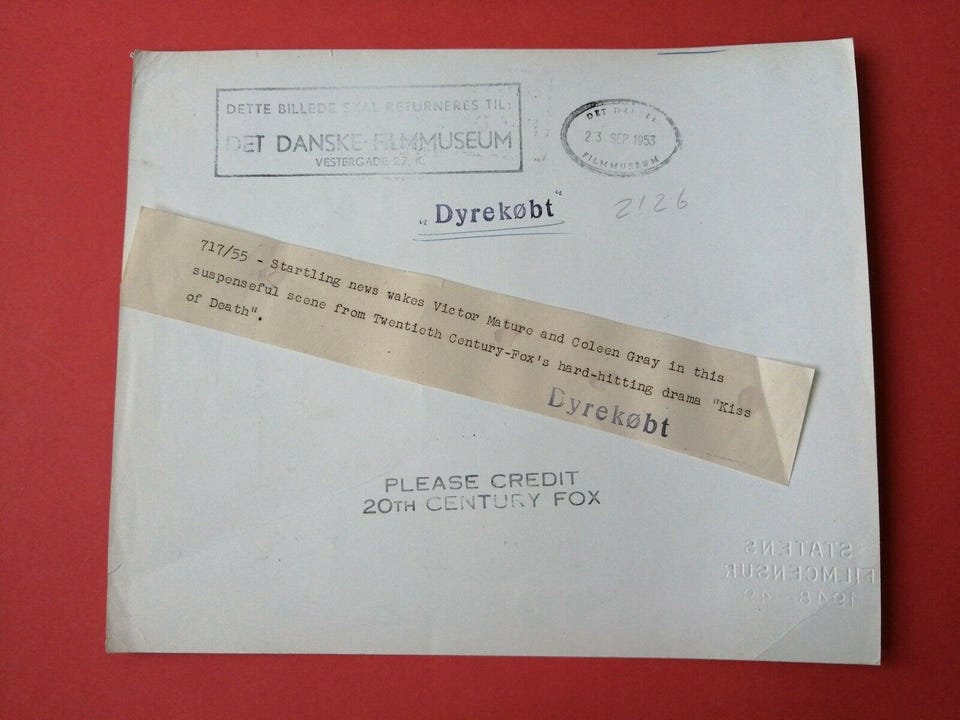 DETTE BILLEDE SKAL RETURNERES TIL:
DET DANSKE FILMMUSEUM
VESTERGADE 27, K.
DET DANSKE
23 SEP 1953
FILMMUSEUM
„Dyrekøbt“
2126
717/55 - Startling news wakes Victor Mature and Coleen Gray in this
suspenseful scene from Twentieth Century-Fox's hard-hitting drama "Kiss
of Death".
Dyrekøbt
PLEASE CREDIT
20TH CENTURY FOX
STATENS
FILMCENSUR
1948-49